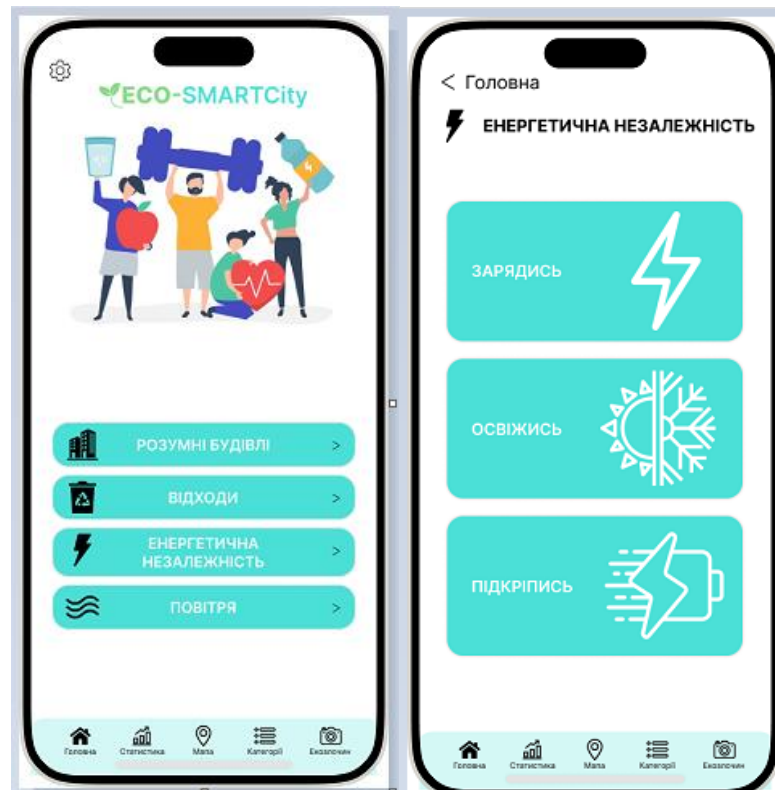 ECO-SMARTCity
РОЗУМНІ БУДІВЛІ >
ВІДХОДИ >
ЕНЕРГЕТИЧНА
НЕЗАЛЕЖНІСТЬ >
ПОВІТРЯ >
Головна Статистика Мапа Категорії Екозлочин
< Головна
ЕНЕРГЕТИЧНА НЕЗАЛЕЖНІСТЬ
ЗАРЯДИСЬ
ОСВІЖИСЬ
ПІДКРІПИСЬ
Головна Статистика Мапа Категорії Екозлочин